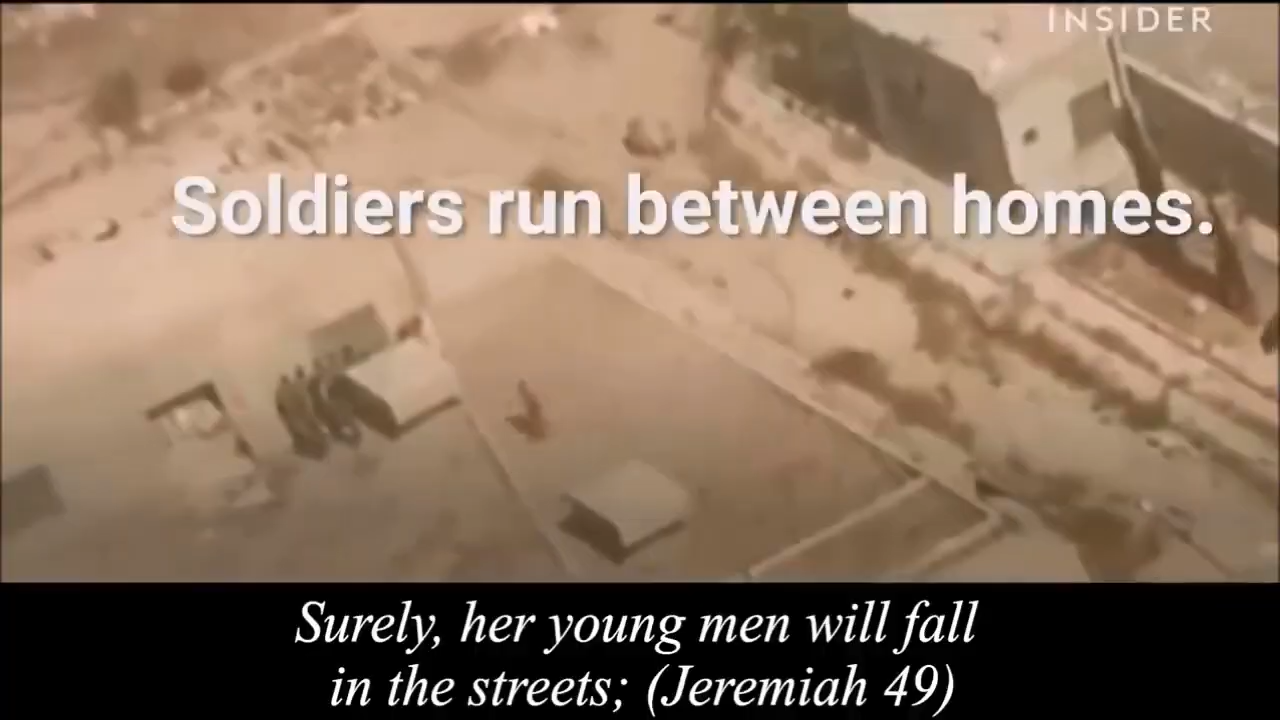 INSIDER
Soldiers run between homes.
Surely, her young men will fall
in the streets; (Jeremiah 49)